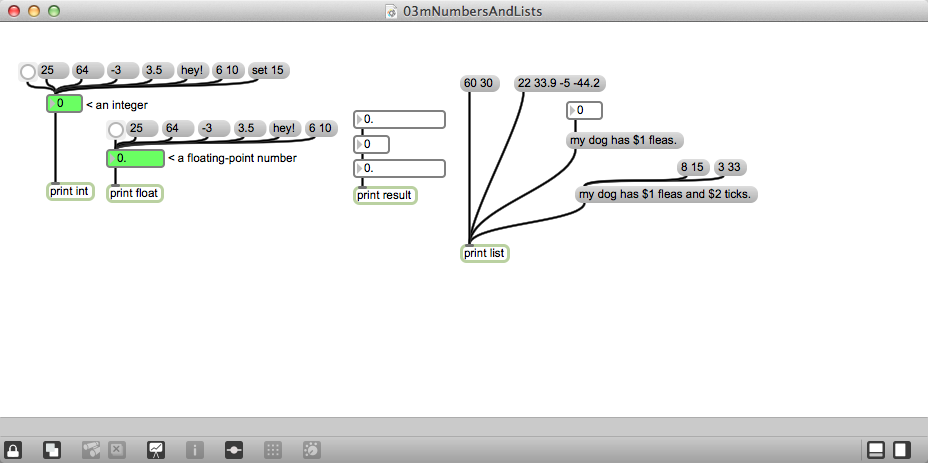 03mNumbersAndLists
25 64 -3 3.5 hey! 6 10 set 15
0 < an integer
25 64 -3 3.5 hey! 6 10
0. < a floating-point number
print int
print float
0.
0
0.
print result
60 30
22 33.9 -5 -44.2
0
my dog has $1 fleas.
8 15
3 33
my dog has $1 fleas and $2 ticks.
print list